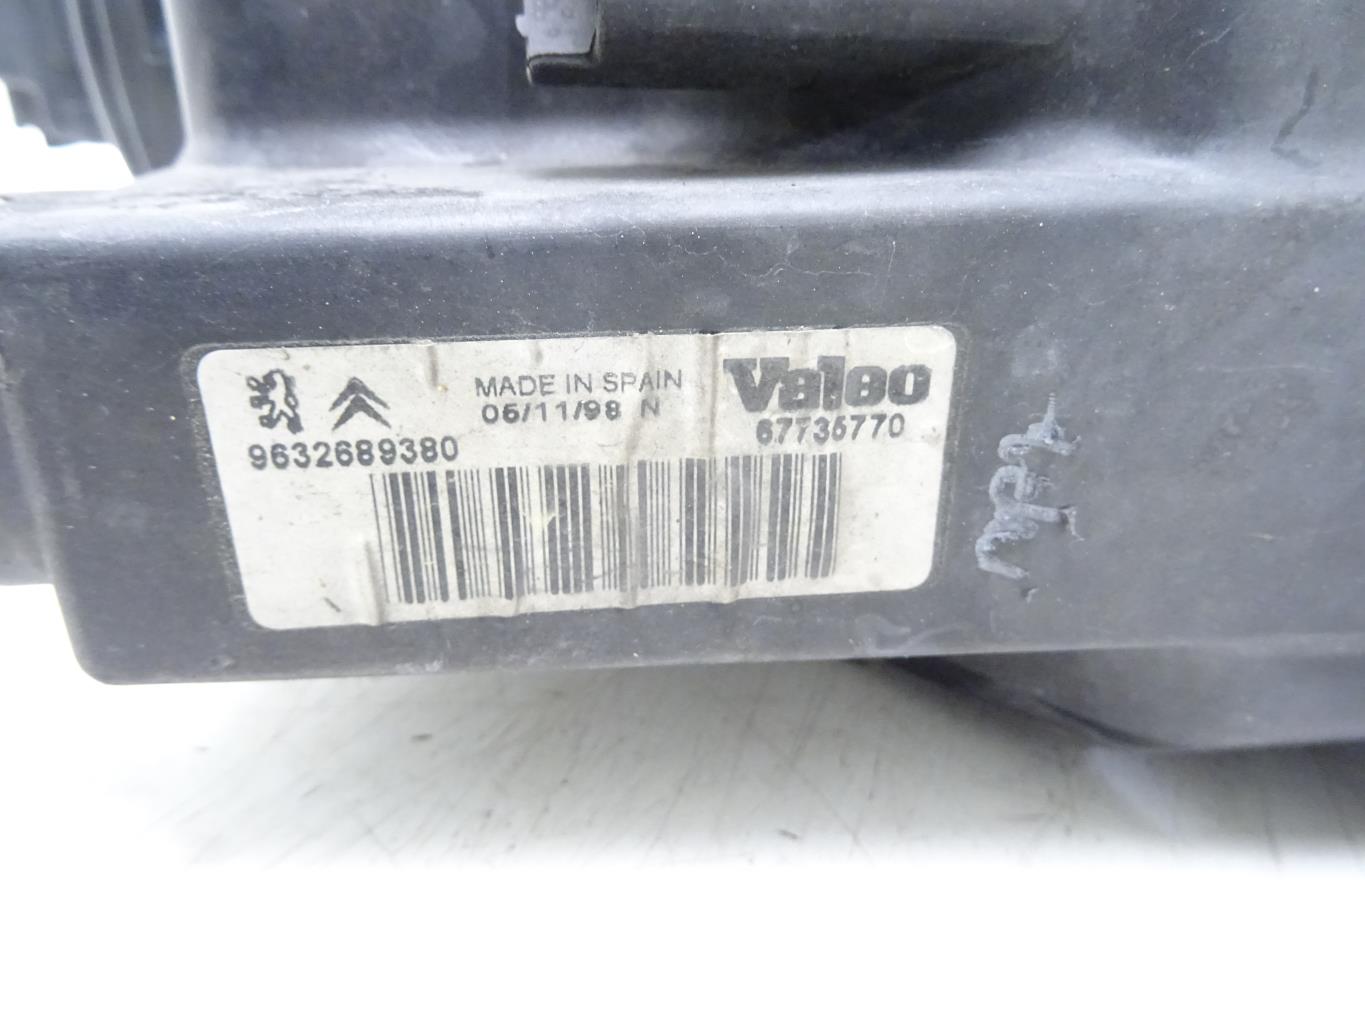 MADE IN SPAIN
05/11/98 N
Valeo
67735770
9632689380